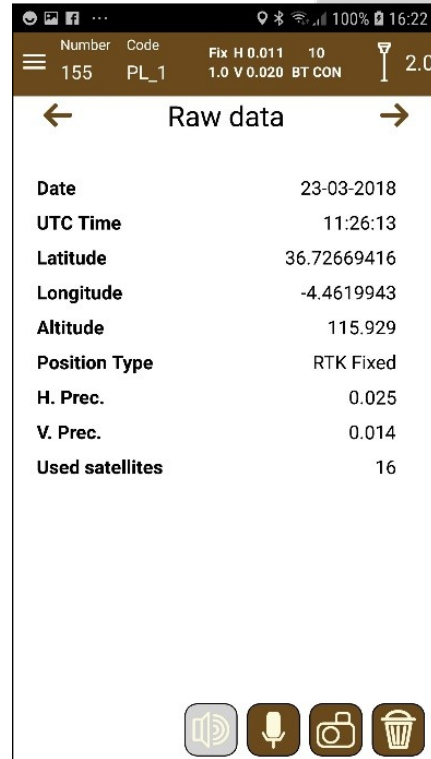 100% 16:22
Number Code Fix H 0.011 10
155 PL_1 1.0 V 0.020 BT CON 2.0
Raw data
Date 23-03-2018
UTC Time 11:26:13
Latitude 36.72669416
Longitude -4.4619943
Altitude 115.929
Position Type RTK Fixed
H. Prec. 0.025
V. Prec. 0.014
Used satellites 16